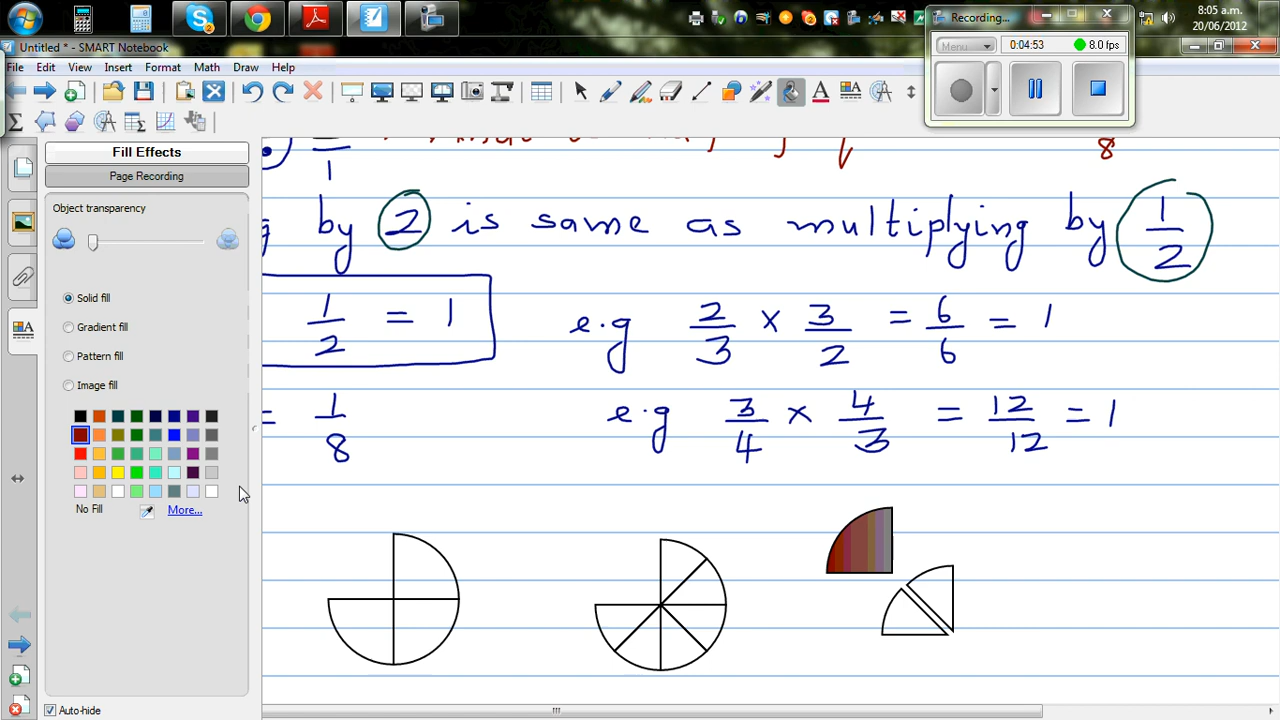 8:05 a.m.
20/06/2012
Recording...
Menu
0:04:53
8.0 fps
Untitled * - SMART Notebook
File Edit View Insert Format Math Draw Help
Fill Effects
Page Recording
Object transparency
Solid fill
Gradient fill
Pattern fill
Image fill
No Fill
More...
Auto-hide
1
8
by 2 is same as multiplying by 1/2
1/2 = 1
e.g 2/3 × 3/2 = 6/6 = 1
= 1/8
e.g 3/4 × 4/3 = 12/12 = 1